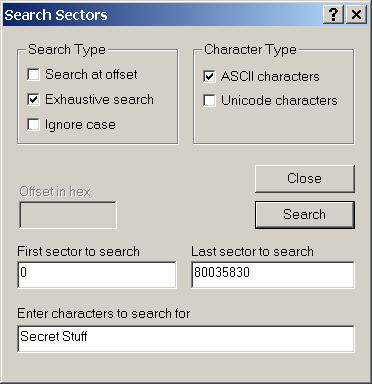 Search Sectors
Search Type
Search at offset
Exhaustive search
Ignore case
Character Type
ASCII characters
Unicode characters
Offset in hex
Close
Search
First sector to search
0
Last sector to search
80035830
Enter characters to search for
Secret Stuff